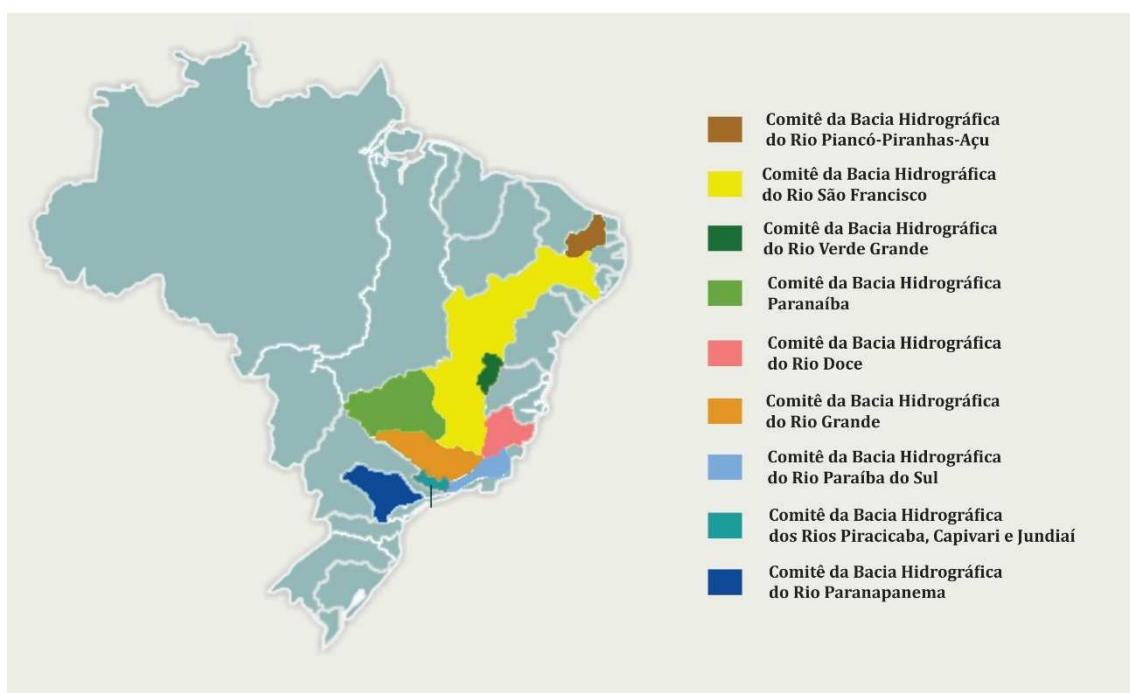 Comitê da Bacia Hidrográfica
do Rio Piancó-Piranhas-Açu
Comitê da Bacia Hidrográfica
do Rio São Francisco
Comitê da Bacia Hidrográfica
do Rio Verde Grande
Comitê da Bacia Hidrográfica
Paranaíba
Comitê da Bacia Hidrográfica
do Rio Doce
Comitê da Bacia Hidrográfica
do Rio Grande
Comitê da Bacia Hidrográfica
do Rio Paraíba do Sul
Comitê da Bacia Hidrográfica
dos Rios Piracicaba, Capivari e Jundiaí
Comitê da Bacia Hidrográfica
do Rio Paranapanema